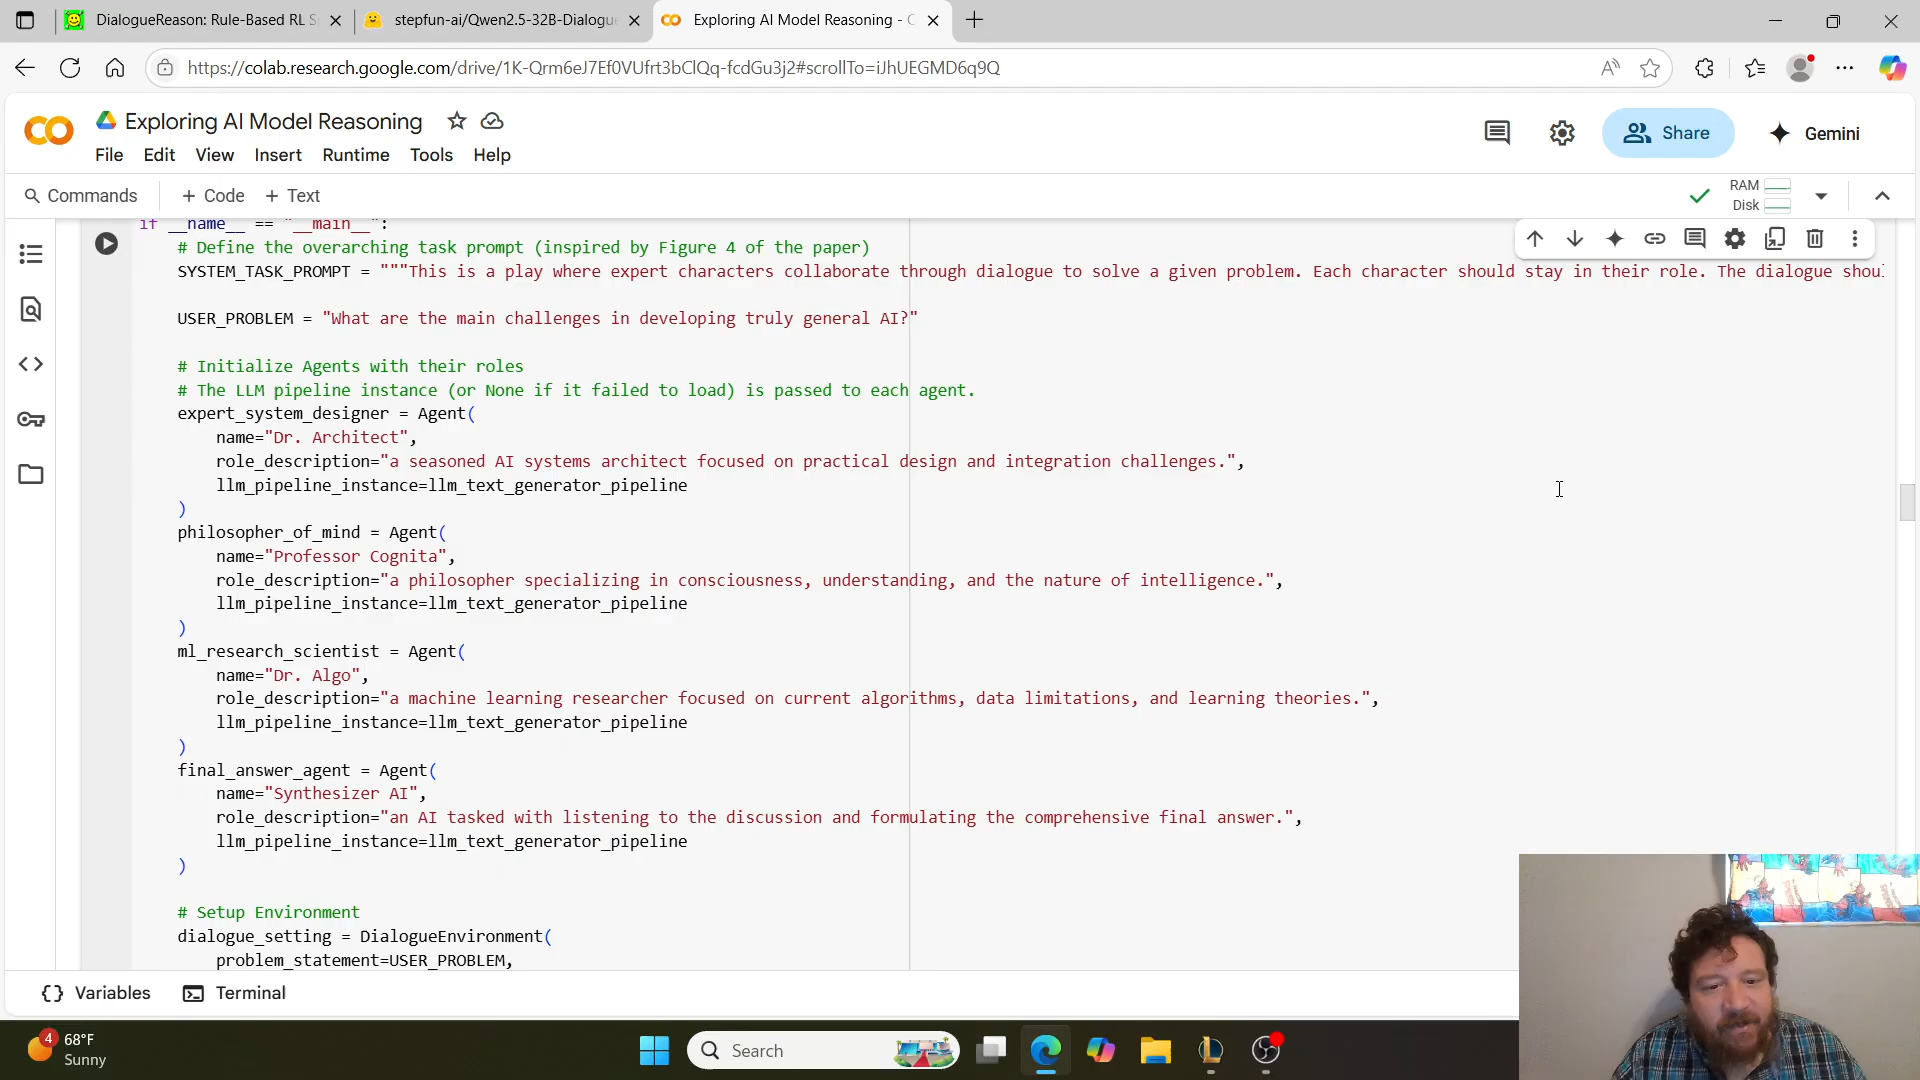 DialogueReason: Rule-Based RL S
stepfun-ai/Qwen2.5-32B-Dialogu
Exploring AI Model Reasoning - C
https://colab.research.google.com/drive/1K-Qrm6eJ7Ef0VUfrt3bClQq-fcdGu3j2#scrollTo=iJhUEGMD6q9Q
Exploring AI Model Reasoning
File Edit View Insert Runtime Tools Help
Share
Gemini
Commands + Code + Text
RAM
Disk
if __name__ == "__main__":
# Define the overarching task prompt (inspired by Figure 4 of the paper)
SYSTEM_TASK_PROMPT = """This is a play where expert characters collaborate through dialogue to solve a given problem. Each character should stay in their role. The dialogue shoul
USER_PROBLEM = "What are the main challenges in developing truly general AI?"
# Initialize Agents with their roles
# The LLM pipeline instance (or None if it failed to load) is passed to each agent.
expert_system_designer = Agent(
name="Dr. Architect",
role_description="a seasoned AI systems architect focused on practical design and integration challenges.",
llm_pipeline_instance=llm_text_generator_pipeline
)
philosopher_of_mind = Agent(
name="Professor Cognita",
role_description="a philosopher specializing in consciousness, understanding, and the nature of intelligence.",
llm_pipeline_instance=llm_text_generator_pipeline
)
ml_research_scientist = Agent(
name="Dr. Algo",
role_description="a machine learning researcher focused on current algorithms, data limitations, and learning theories.",
llm_pipeline_instance=llm_text_generator_pipeline
)
final_answer_agent = Agent(
name="Synthesizer AI",
role_description="an AI tasked with listening to the discussion and formulating the comprehensive final answer.",
llm_pipeline_instance=llm_text_generator_pipeline
)
# Setup Environment
dialogue_setting = DialogueEnvironment(
problem_statement=USER_PROBLEM,
Variables Terminal
4
68°F
Sunny
Search